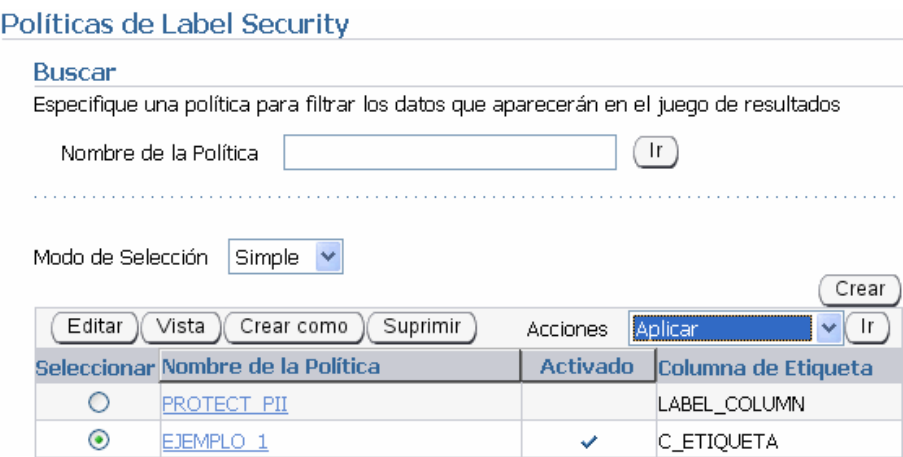 Políticas de Label Security
Buscar
Especifique una política para filtrar los datos que aparecerán en el juego de resultados
Nombre de la Política Ir
Modo de Selección Simple
Crear
Editar Vista Crear como Suprimir Acciones Aplicar Ir
Seleccionar Nombre de la Política Activado Columna de Etiqueta
PROTECT_PII LABEL_COLUMN
EJEMPLO_1 C_ETIQUETA